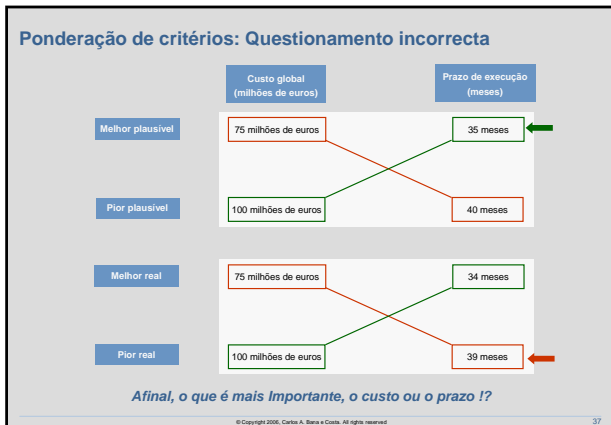 Ponderação de critérios: Questionamento incorrecta
Custo global
(milhões de euros)
Prazo de execução
(meses)
Melhor plausível
75 milhões de euros
35 meses
Pior plausível
100 milhões de euros
40 meses
Melhor real
75 milhões de euros
34 meses
Pior real
100 milhões de euros
39 meses
Afinal, o que é mais Importante, o custo ou o prazo !?
© Copyright 2006, Carlos A. Bana e Costa. All rights reserved
37